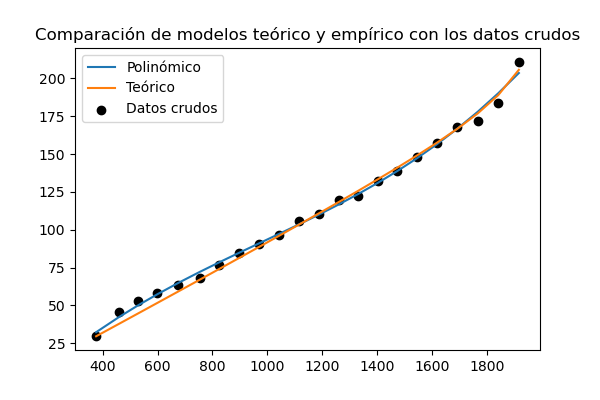 Comparación de modelos teórico y empírico con los datos crudos
Polinómico
Teórico
Datos crudos
200
175
150
125
100
75
50
25
400 600 800 1000 1200 1400 1600 1800